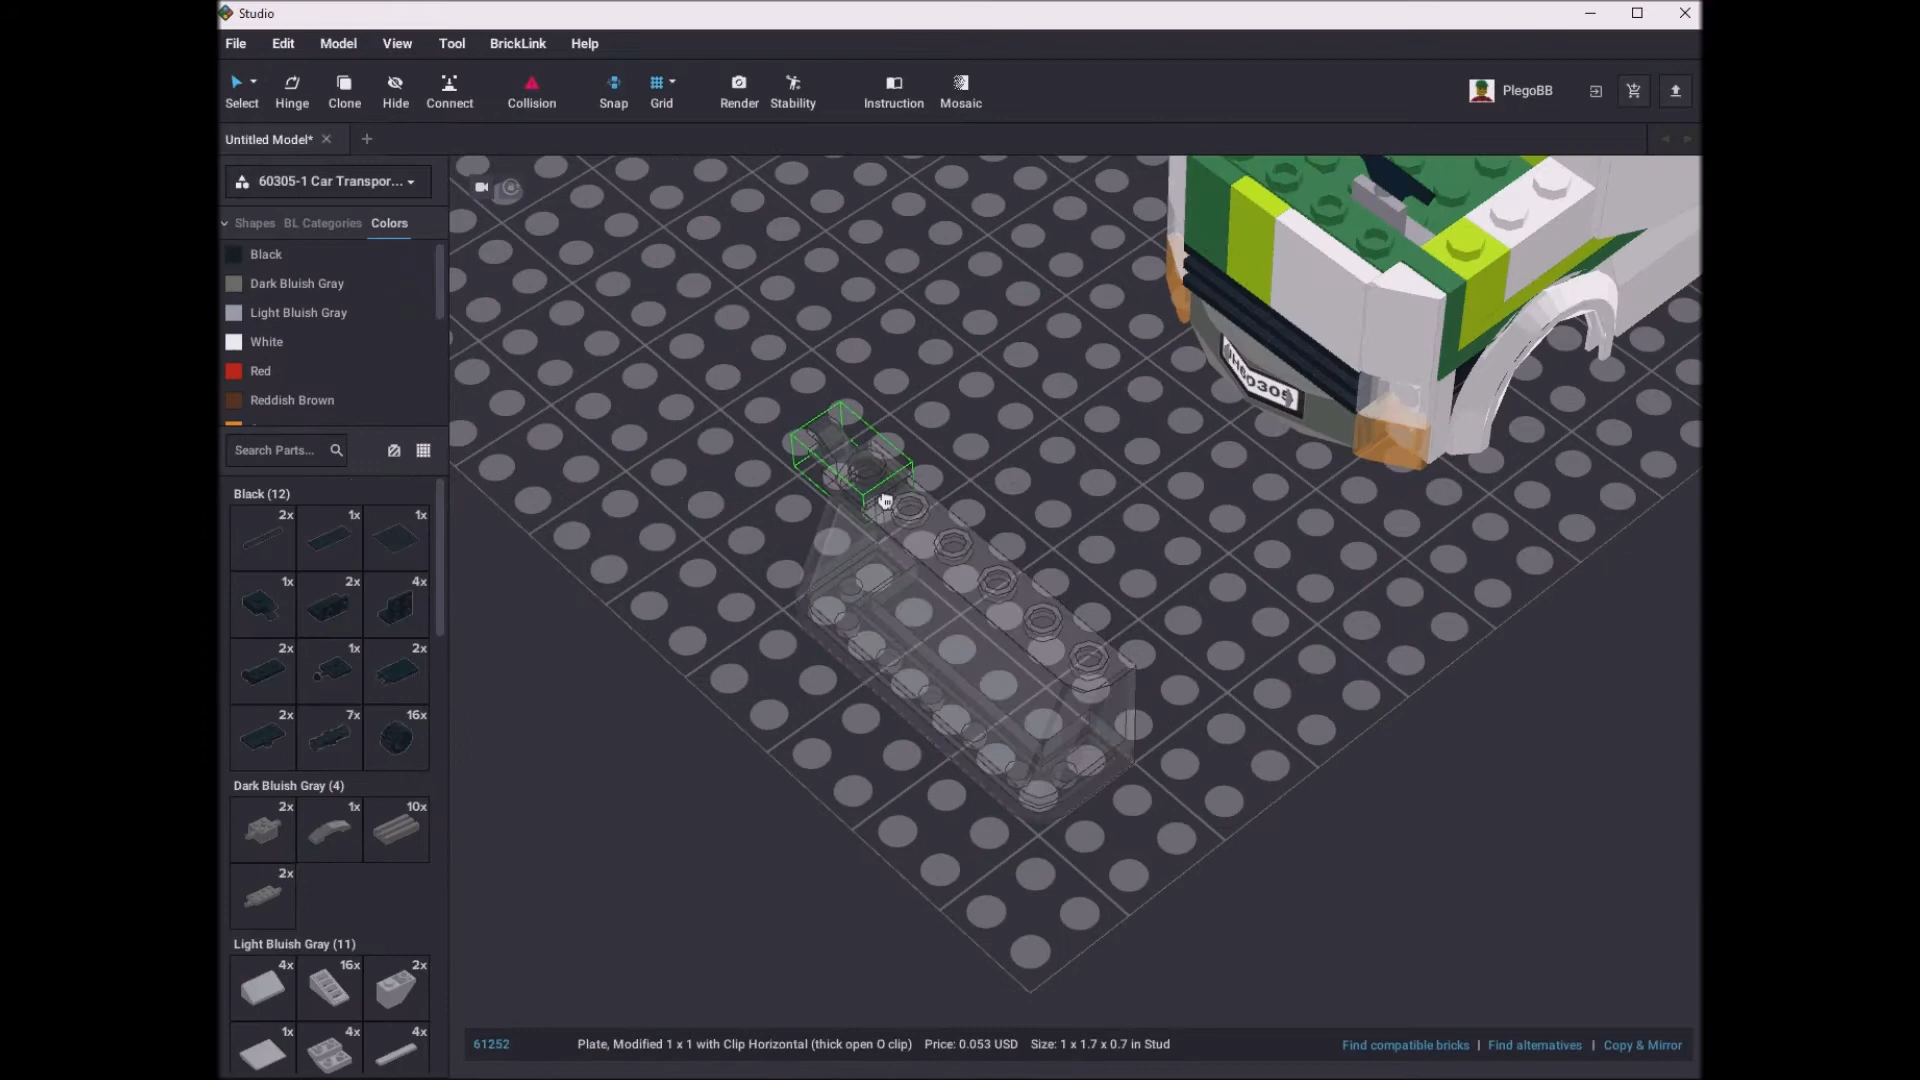 Studio
File Edit Model View Tool BrickLink Help
Select Hinge Clone Hide Connect Collision Snap Grid Render Stability Instruction Mosaic PlegoBB
Untitled Model*
60305-1 Car Transpor...
Shapes BL Categories Colors
Black
Dark Bluish Gray
Light Bluish Gray
White
Red
Reddish Brown
Search Parts...
Black (12)
2x 1x 1x
1x 2x 4x
2x 1x 2x
2x 7x 16x
Dark Bluish Gray (4)
2x 1x 10x
2x
Light Bluish Gray (11)
4x 16x 2x
1x 4x 4x
61252 Plate, Modified 1 x 1 with Clip Horizontal (thick open O clip) Price: 0.053 USD Size: 1 x 1.7 x 0.7 in Stud Find compatible bricks | Find alternatives | Copy & Mirror